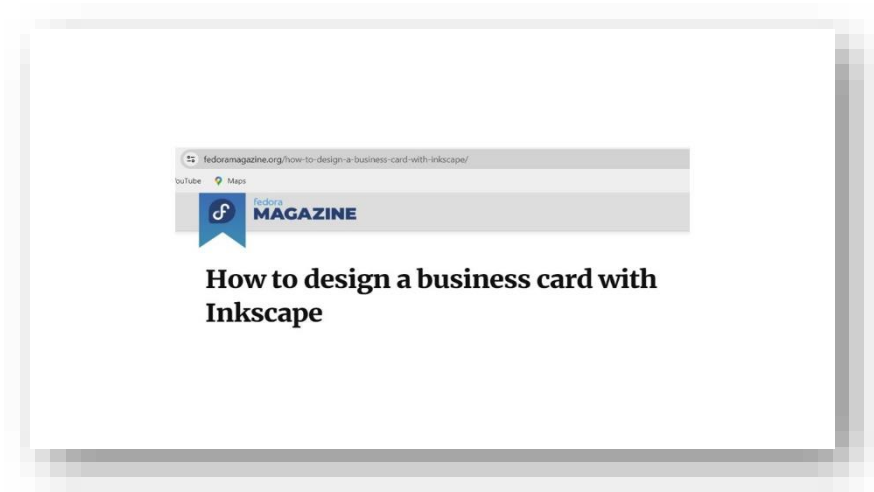 fedoramagazine.org/how-to-design-a-business-card-with-inkscape/
YouTube Maps
fedora
MAGAZINE
How to design a business card with
Inkscape